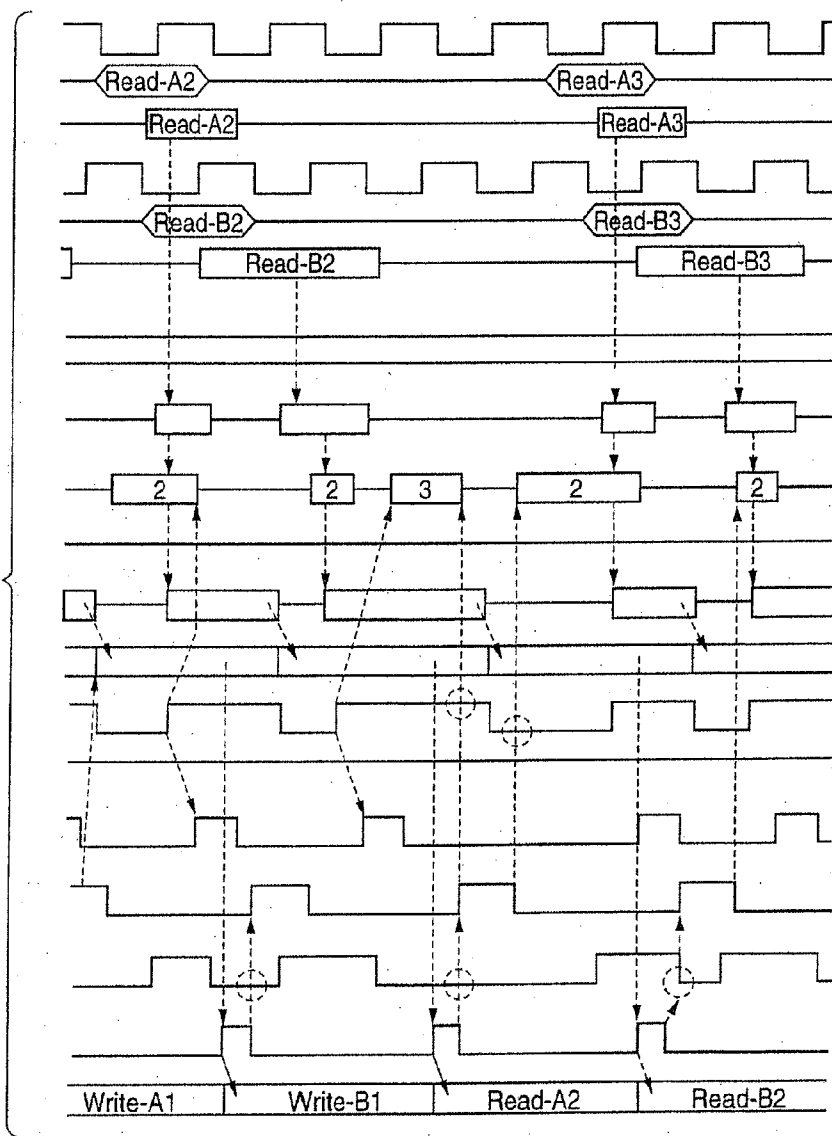 Read-A2 Read-A3
Read-A2 Read-A3
Read-B2 Read-B3
Read-B2 Read-B3
2 2 3 2 2
Write-A1 Write-B1 Read-A2 Read-B2